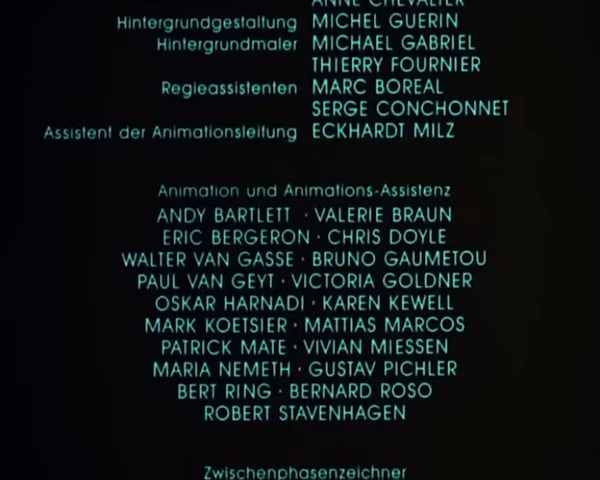 ANNE CHEVALIER
Hintergrundgestaltung MICHEL GUERIN
Hintergrundmaler MICHAEL GABRIEL
THIERRY FOURNIER
Regieassistenten MARC BOREAL
SERGE CONCHONNET
Assistent der Animationsleitung ECKHARDT MILZ
Animation und Animations-Assistenz
ANDY BARTLETT · VALERIE BRAUN
ERIC BERGERON · CHRIS DOYLE
WALTER VAN GASSE · BRUNO GAUMETOU
PAUL VAN GEYT · VICTORIA GOLDNER
OSKAR HARNADI · KAREN KEWELL
MARK KOETSIER · MATTIAS MARCOS
PATRICK MATE · VIVIAN MIESSEN
MARIA NEMETH · GUSTAV PICHLER
BERT RING · BERNARD ROSO
ROBERT STAVENHAGEN
Zwischenphasenzeichner